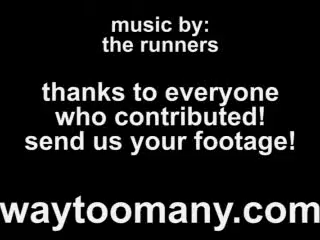 music by:
the runners
thanks to everyone
who contributed!
send us your footage!
waytoomany.com